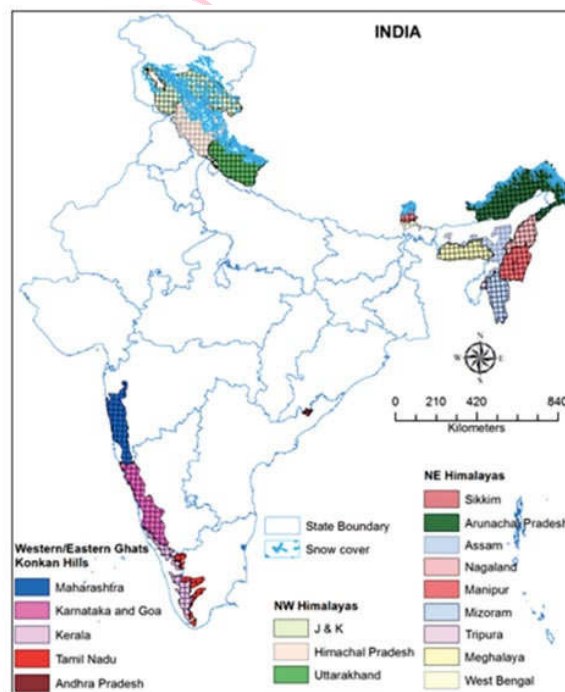 INDIA
N
W E
S
0 210 420 840
Kilometers
State Boundary
Snow cover
Western/Eastern Ghats
Konkan Hills
Maharashtra
Karnataka and Goa
Kerala
Tamil Nadu
Andhra Pradesh
NW Himalayas
J & K
Himachal Pradesh
Uttarakhand
NE Himalayas
Sikkim
Arunachal Pradesh
Assam
Nagaland
Manipur
Mizoram
Tripura
Meghalaya
West Bengal